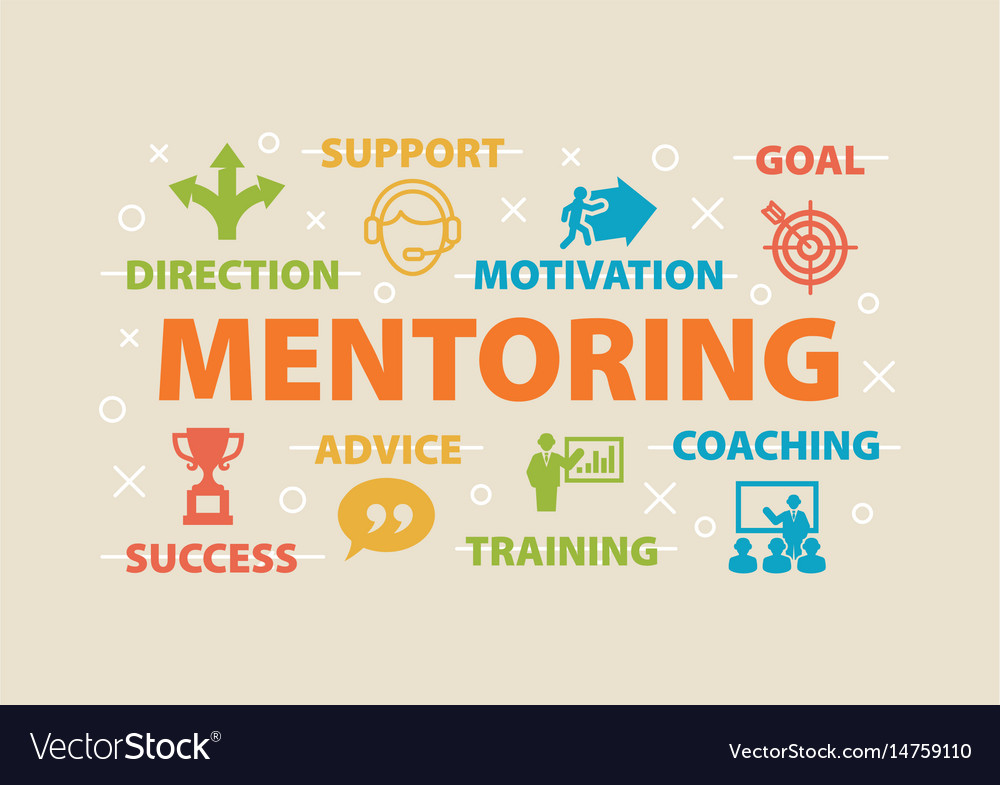 SUPPORT
GOAL
DIRECTION
MOTIVATION
MENTORING
ADVICE
COACHING
SUCCESS
TRAINING
VectorStock®
VectorStock.com/14759110